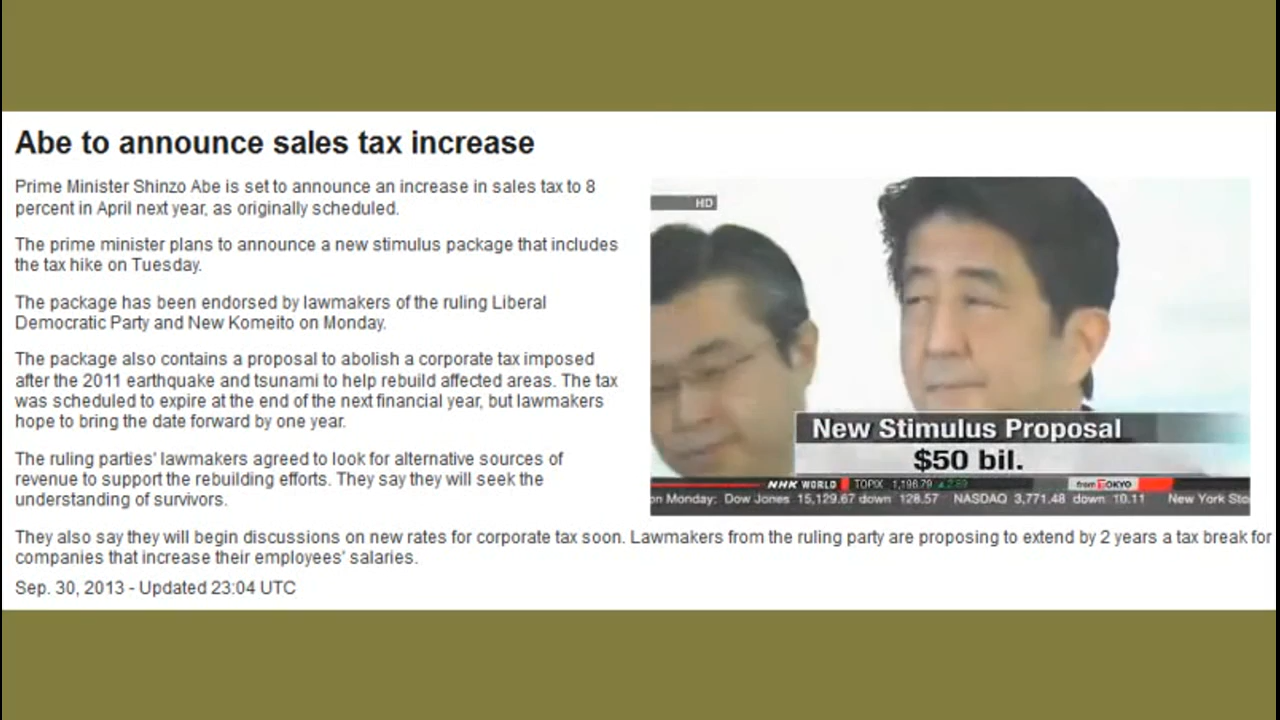 Abe to announce sales tax increase
Prime Minister Shinzo Abe is set to announce an increase in sales tax to 8
percent in April next year, as originally scheduled.
The prime minister plans to announce a new stimulus package that includes
the tax hike on Tuesday.
The package has been endorsed by lawmakers of the ruling Liberal
Democratic Party and New Komeito on Monday.
The package also contains a proposal to abolish a corporate tax imposed
after the 2011 earthquake and tsunami to help rebuild affected areas. The tax
was scheduled to expire at the end of the next financial year, but lawmakers
hope to bring the date forward by one year.
The ruling parties' lawmakers agreed to look for alternative sources of
revenue to support the rebuilding efforts. They say they will seek the
understanding of survivors.
They also say they will begin discussions on new rates for corporate tax soon. Lawmakers from the ruling party are proposing to extend by 2 years a tax break for
companies that increase their employees' salaries.
Sep. 30, 2013 - Updated 23:04 UTC
HD
New Stimulus Proposal
$50 bil.
NHK WORLD TOPIX 1,196.79 ▲2.89 from TOKYO
on Monday: Dow Jones 15,129.67 down 128.57 NASDAQ 3,771.48 down 10.11 New York Sto